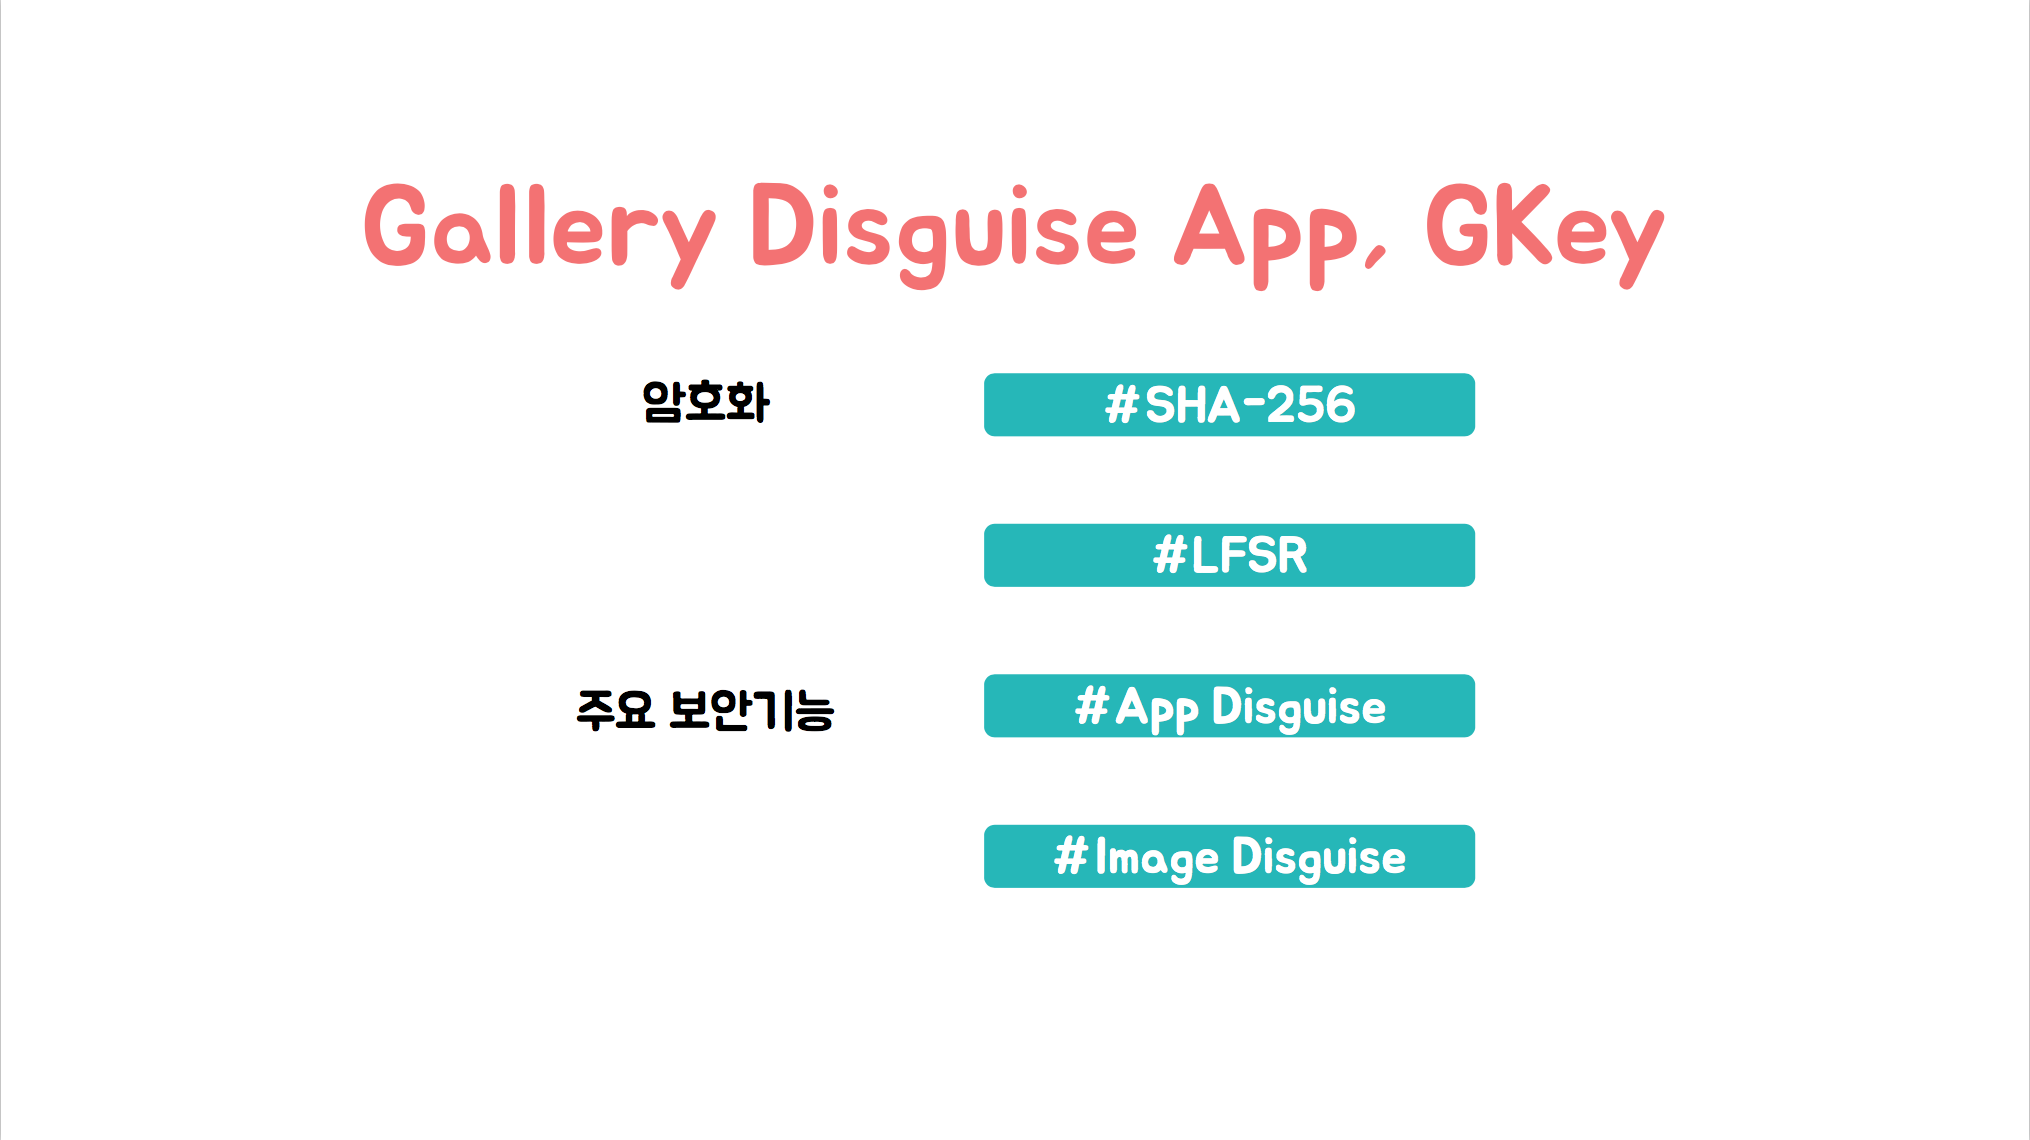 Gallery Disguise App, GKey
암호화
#SHA-256
#LFSR
주요 보안기능
#App Disguise
#Image Disguise